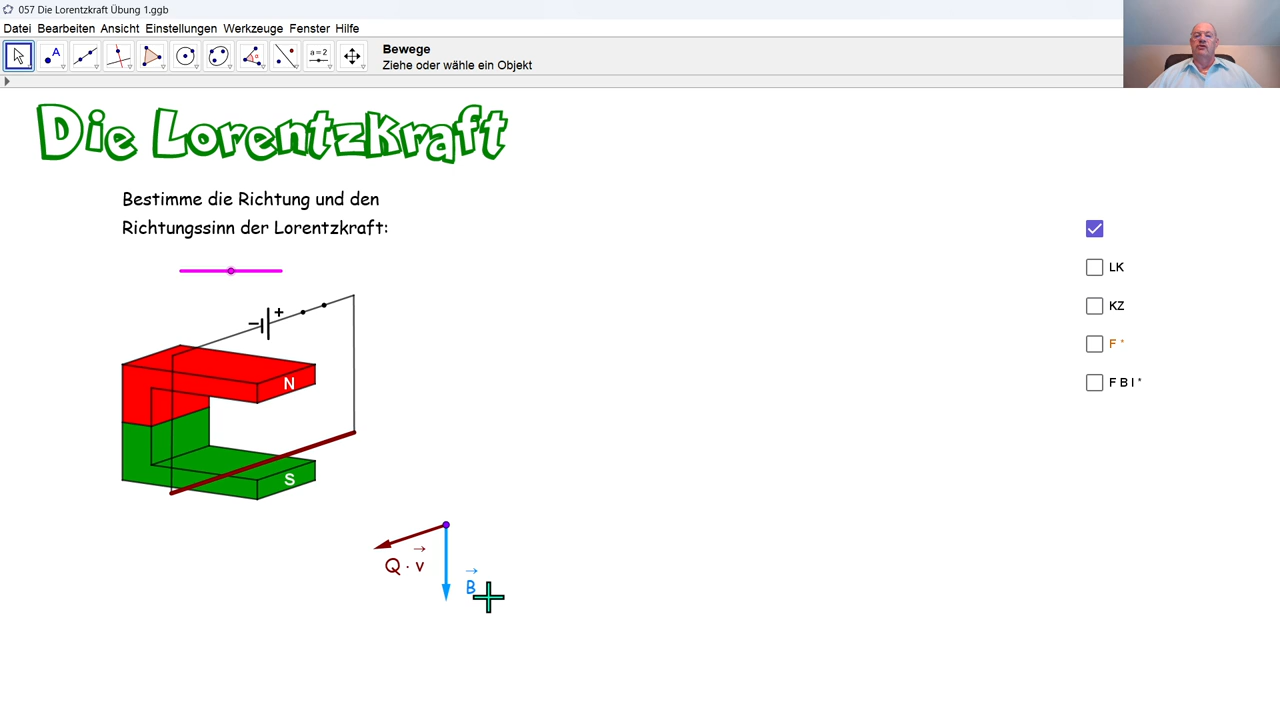 057 Die Lorentzkraft Übung 1.ggb
Datei Bearbeiten Ansicht Einstellungen Werkzeuge Fenster Hilfe
A
a=2
Bewege
Ziehe oder wähle ein Objekt
Die Lorentzkraft
Bestimme die Richtung und den
Richtungssinn der Lorentzkraft:
LK
KZ
F *
F B I *
− +
N
S
Q · v
B